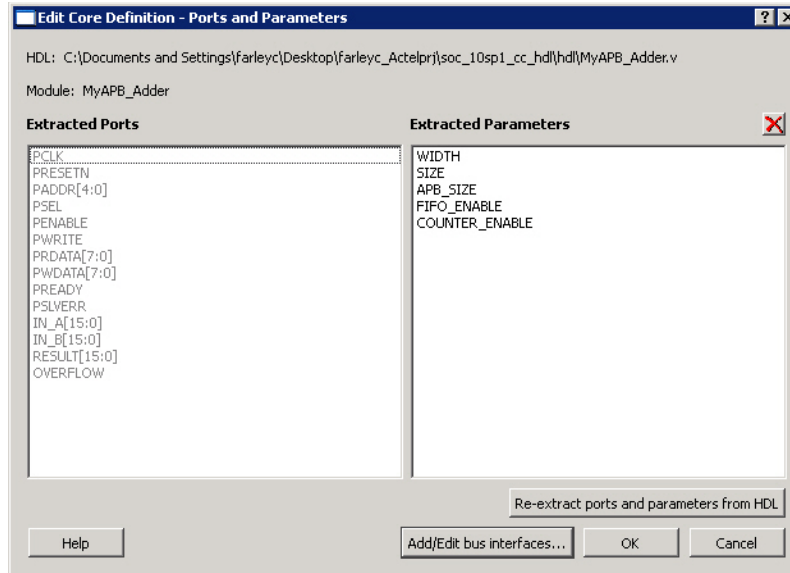 Edit Core Definition - Ports and Parameters
HDL: C:\Documents and Settings\farleyc\Desktop\farleyc_Actelprj\soc_10sp1_cc_hdl\hdl\MyAPB_Adder.v
Module: MyAPB_Adder
Extracted Ports
PCLK
PRESETN
PADDR[4:0]
PSEL
PENABLE
PWRITE
PRDATA[7:0]
PWDATA[7:0]
PREADY
PSLVERR
IN_A[15:0]
IN_B[15:0]
RESULT[15:0]
OVERFLOW
Extracted Parameters
WIDTH
SIZE
APB_SIZE
FIFO_ENABLE
COUNTER_ENABLE
Re-extract ports and parameters from HDL
Help
Add/Edit bus interfaces...
OK
Cancel